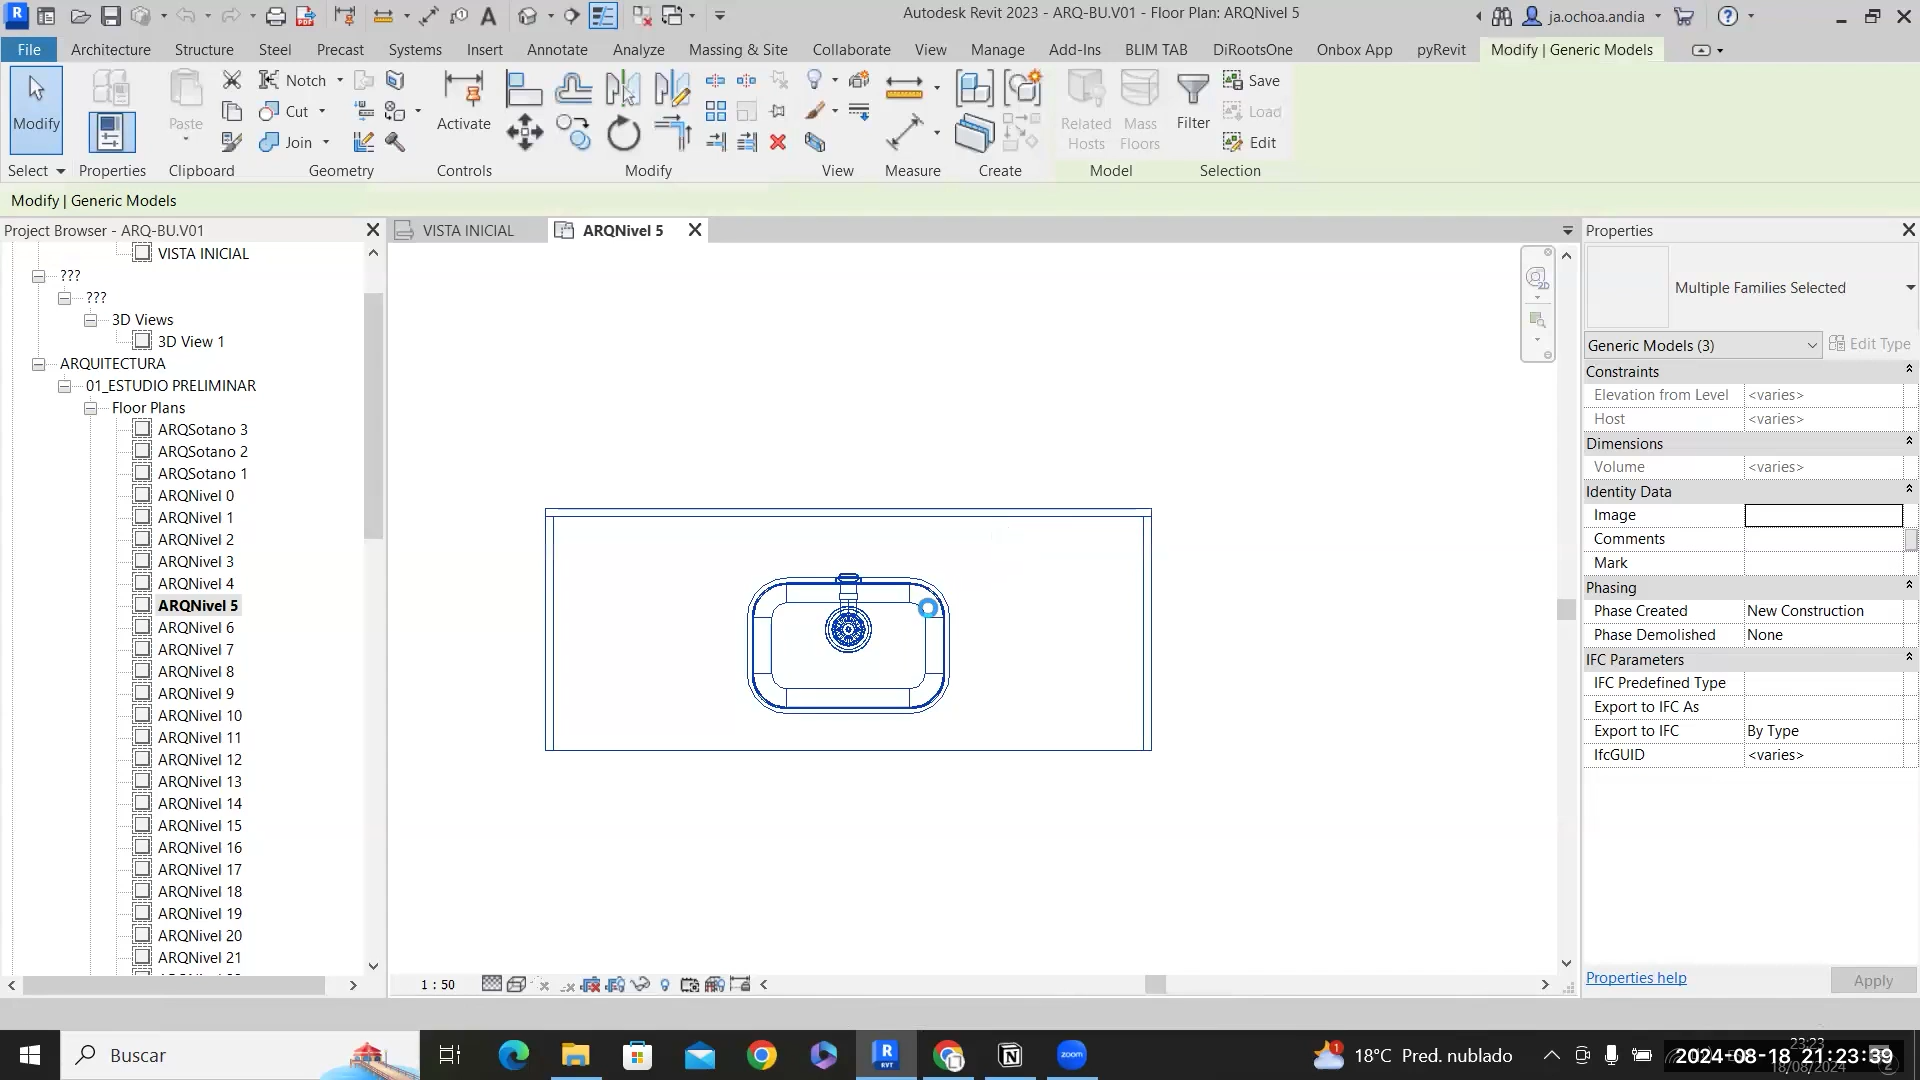 Autodesk Revit 2023 - ARQ-BU.V01 - Floor Plan: ARQNivel 5
ja.ochoa.andia
File
Architecture
Structure
Steel
Precast
Systems
Insert
Annotate
Analyze
Massing & Site
Collaborate
View
Manage
Add-Ins
BLIM TAB
DiRootsOne
Onbox App
pyRevit
Modify | Generic Models
Modify
Paste
Notch
Cut
Join
Activate
Related Hosts
Mass Floors
Filter
Save
Load
Edit
Select
Properties
Clipboard
Geometry
Controls
Modify
View
Measure
Create
Model
Selection
Modify | Generic Models
Project Browser - ARQ-BU.V01
VISTA INICIAL
???
???
3D Views
3D View 1
ARQUITECTURA
01_ESTUDIO PRELIMINAR
Floor Plans
ARQSotano 3
ARQSotano 2
ARQSotano 1
ARQNivel 0
ARQNivel 1
ARQNivel 2
ARQNivel 3
ARQNivel 4
ARQNivel 5
ARQNivel 6
ARQNivel 7
ARQNivel 8
ARQNivel 9
ARQNivel 10
ARQNivel 11
ARQNivel 12
ARQNivel 13
ARQNivel 14
ARQNivel 15
ARQNivel 16
ARQNivel 17
ARQNivel 18
ARQNivel 19
ARQNivel 20
ARQNivel 21
VISTA INICIAL
ARQNivel 5
2D
1 : 50
Properties
Multiple Families Selected
Generic Models (3)
Edit Type
Constraints
Elevation from Level <varies>
Host <varies>
Dimensions
Volume <varies>
Identity Data
Image
Comments
Mark
Phasing
Phase Created New Construction
Phase Demolished None
IFC Parameters
IFC Predefined Type
Export to IFC As
Export to IFC By Type
IfcGUID <varies>
Properties help
Apply
Buscar
R
RVT
zoom
1
18°C Pred. nublado
23:23
2024-08-18 21:23:39
18/08/2024
2